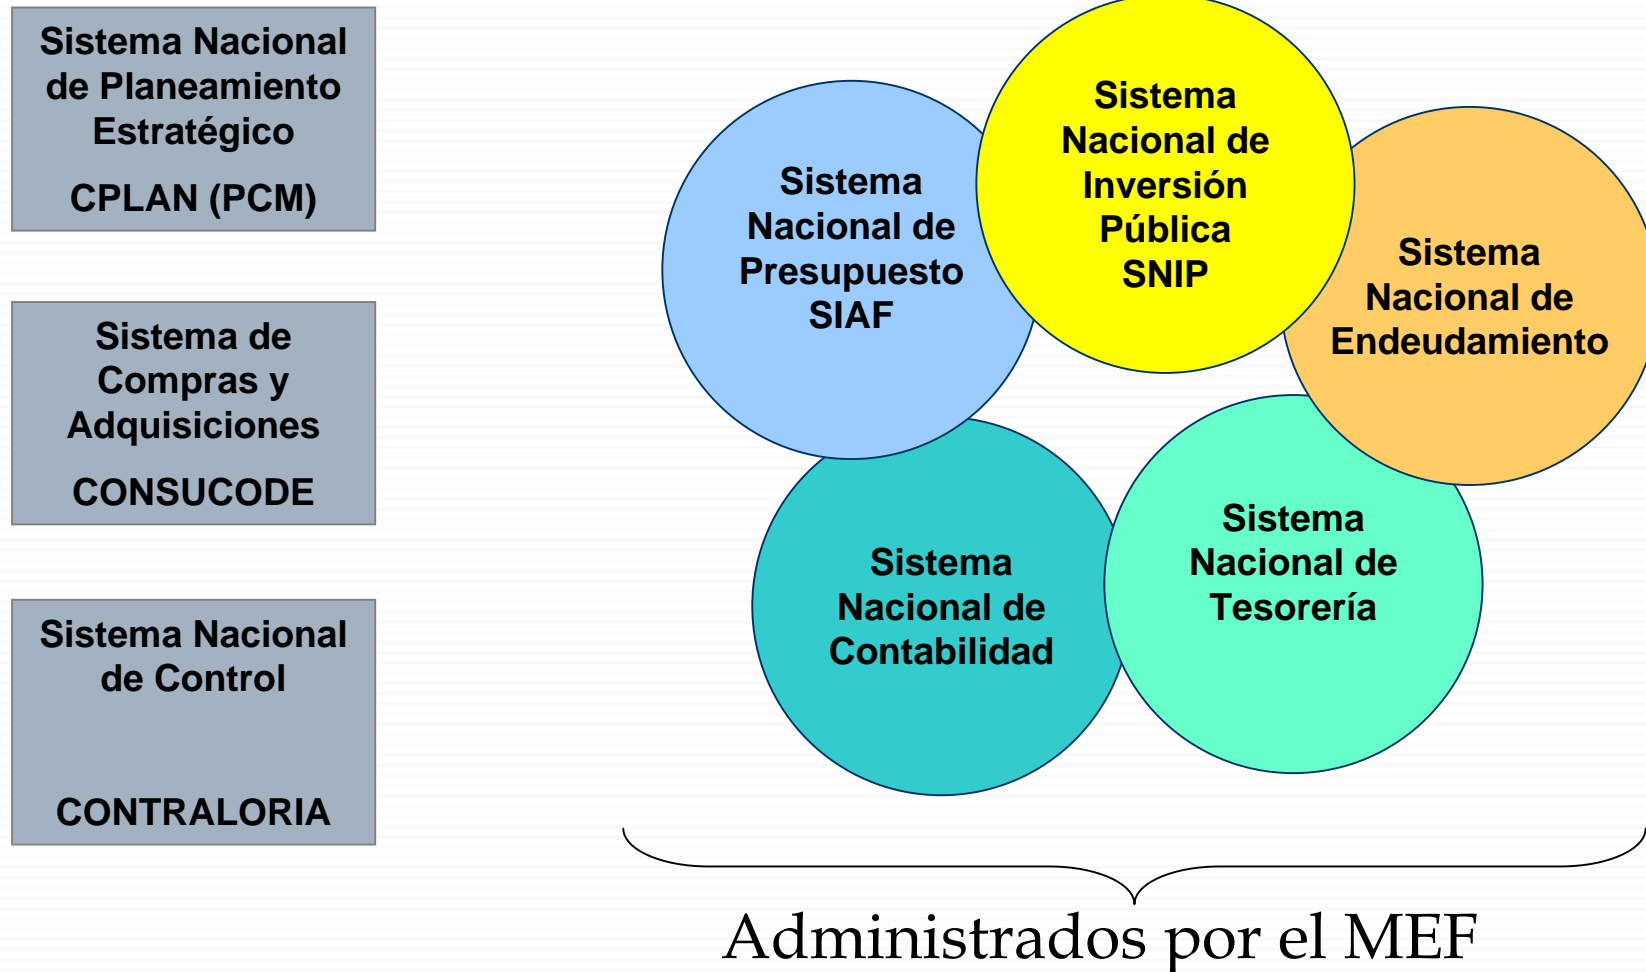 Sistema Nacional
de Planeamiento
Estratégico
CPLAN (PCM)
Sistema de
Compras y
Adquisiciones
CONSUCODE
Sistema Nacional
de Control
CONTRALORIA
Sistema
Nacional de
Presupuesto
SIAF
Sistema
Nacional de
Inversión
Pública
SNIP
Sistema
Nacional de
Endeudamiento
Sistema
Nacional de
Contabilidad
Sistema
Nacional de
Tesorería
Administrados por el MEF